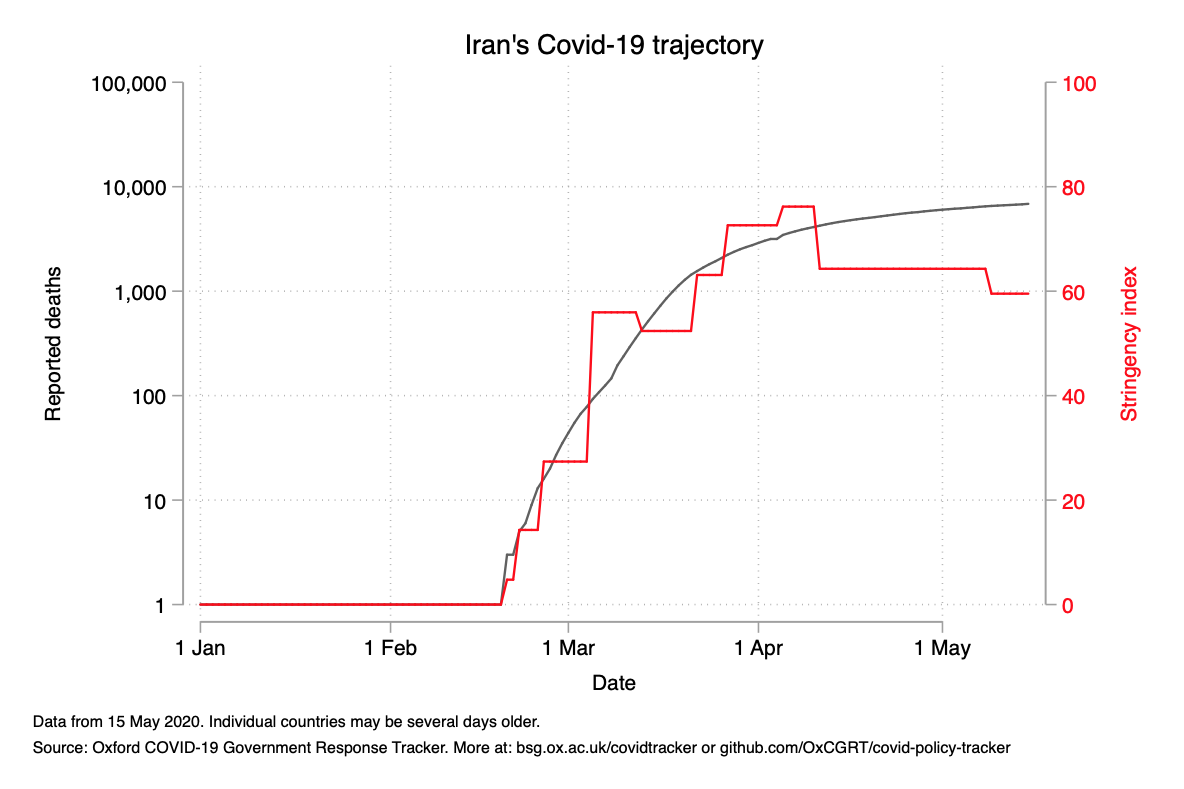 Iran's Covid-19 trajectory
100,000
10,000
1,000
100
10
1
Reported deaths
100
80
60
40
20
0
Stringency index
1 Jan
1 Feb
1 Mar
1 Apr
1 May
Date
Data from 15 May 2020. Individual countries may be several days older.
Source: Oxford COVID-19 Government Response Tracker. More at: bsg.ox.ac.uk/covidtracker or github.com/OxCGRT/covid-policy-tracker